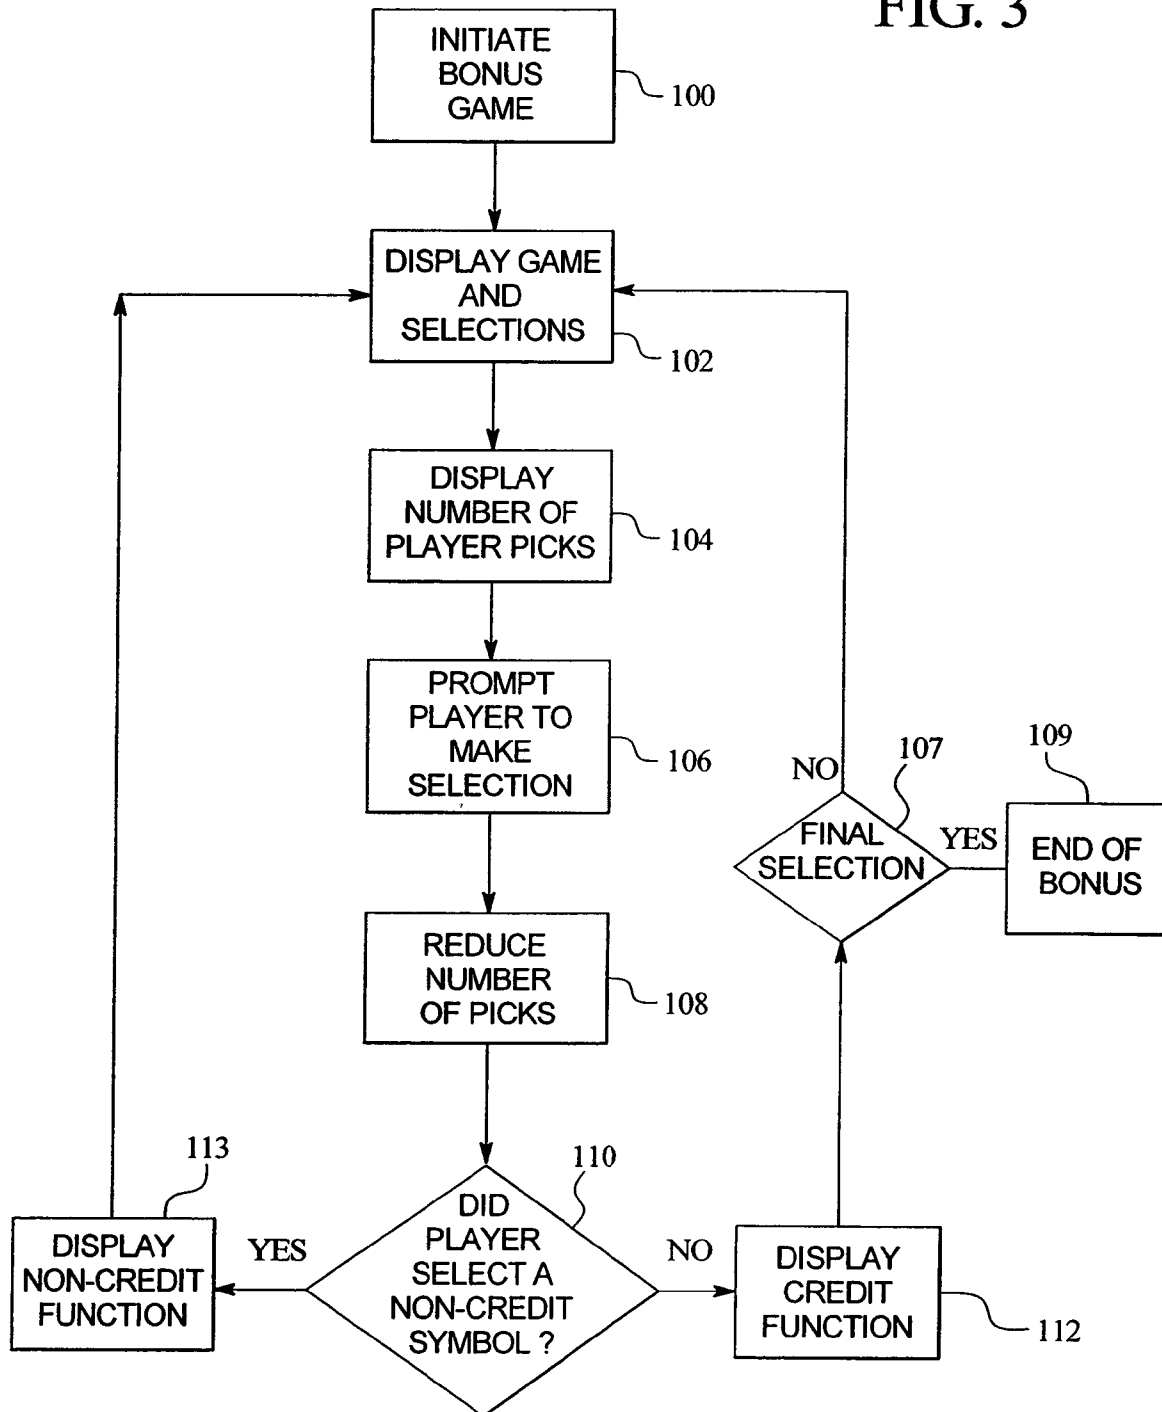 FIG. 3
INITIATE
BONUS
GAME
100
DISPLAY GAME
AND
SELECTIONS
102
DISPLAY
NUMBER OF
PLAYER PICKS
104
PROMPT
PLAYER TO
MAKE
SELECTION
106
NO
107
FINAL
SELECTION
YES
109
END OF
BONUS
REDUCE
NUMBER
OF PICKS
108
113
DISPLAY
NON-CREDIT
FUNCTION
YES
110
DID
PLAYER
SELECT A
NON-CREDIT
SYMBOL ?
NO
DISPLAY
CREDIT
FUNCTION
112